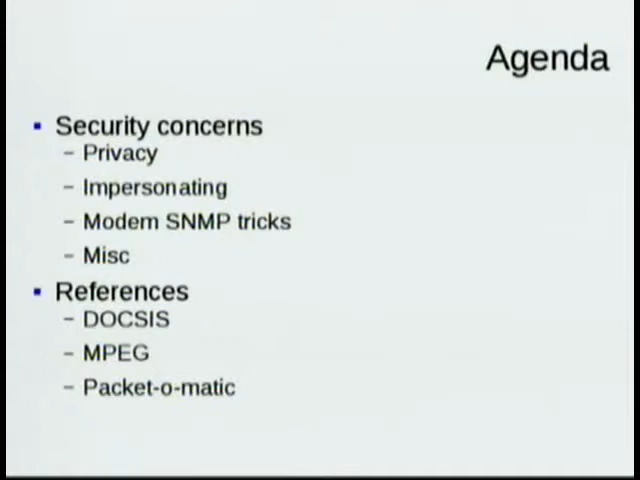 Agenda
▪ Security concerns
– Privacy
– Impersonating
– Modem SNMP tricks
– Misc
▪ References
– DOCSIS
– MPEG
– Packet-o-matic